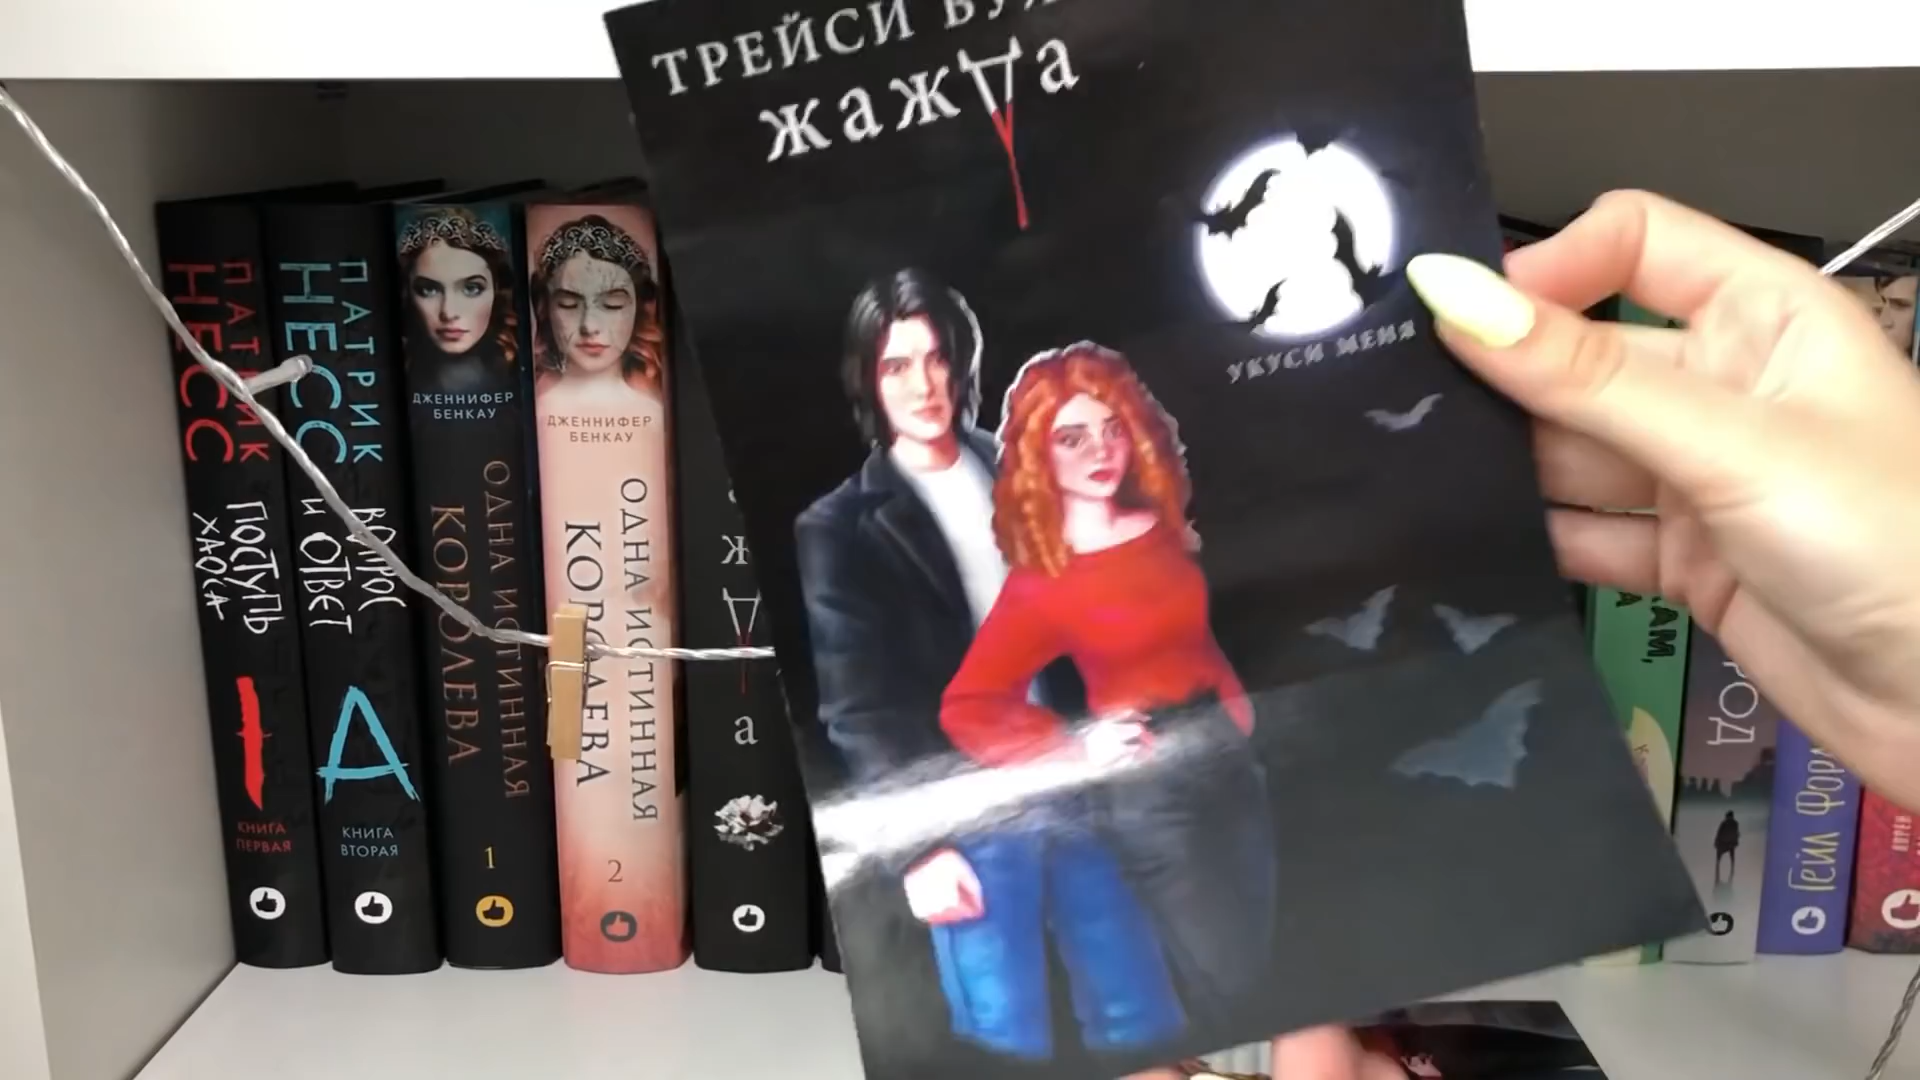 ТРЕЙСИ
жажда
УКУСИ МЕНЯ
ПАТРИК
НЕСС
ПОСТУПЬ
ХАОСА
КНИГА
ПЕРВАЯ
ПАТРИК
НЕСС
ВОПРОС
и ОТВЕТ
А
КНИГА
ВТОРАЯ
ДЖЕННИФЕР
БЕНКАУ
ОДНА ИСТИННАЯ
КОРОЛЕВА
1
ДЖЕННИФЕР
БЕНКАУ
ОДНА ИСТИННАЯ
КОРОЛЕВА
2
ж
д
а
Гейл